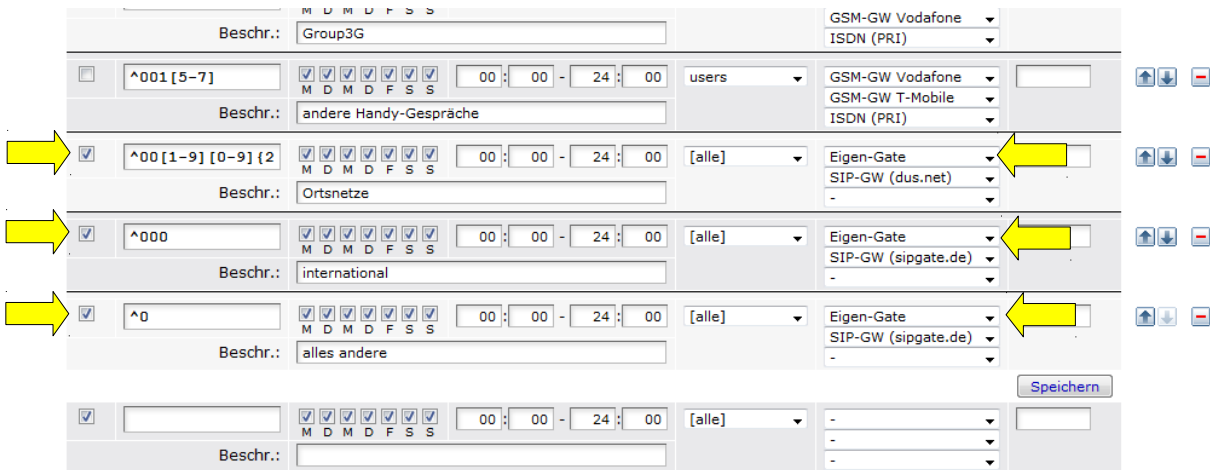 M D M D F S S GSM-GW Vodafone
Beschr.: Group3G ISDN (PRI)
^001[5-7] 00 : 00 - 24 : 00 users GSM-GW Vodafone
M D M D F S S GSM-GW T-Mobile
Beschr.: andere Handy-Gespräche ISDN (PRI)
^00[1-9][0-9]{2 00 : 00 - 24 : 00 [alle] Eigen-Gate
M D M D F S S SIP-GW (dus.net)
Beschr.: Ortsnetze -
^000 00 : 00 - 24 : 00 [alle] Eigen-Gate
M D M D F S S SIP-GW (sipgate.de)
Beschr.: international -
^0 00 : 00 - 24 : 00 [alle] Eigen-Gate
M D M D F S S SIP-GW (sipgate.de)
Beschr.: alles andere -
Speichern
00 : 00 - 24 : 00 [alle] -
M D M D F S S -
Beschr.: -